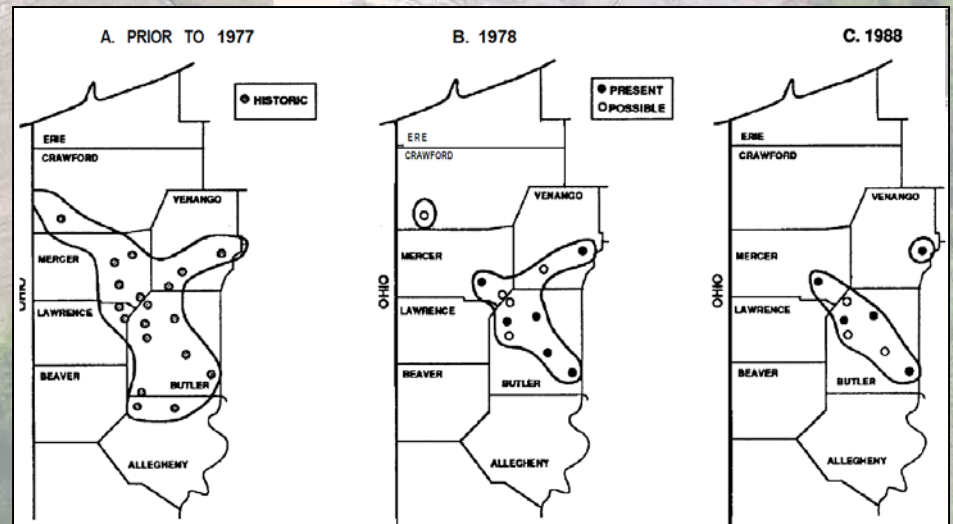 A. PRIOR TO 1977
HISTORIC
ERIE
CRAWFORD
VENANGO
MERCER
LAWRENCE
BEAVER
BUTLER
ALLEGHENY
B. 1978
PRESENT
POSSIBLE
ERE
CRAWFORD
VENANGO
MERCER
OHIO
LAWRENCE
BEAVER
BUTLER
ALLEGHENY
C. 1988
ERIE
CRAWFORD
VENANGO
MERCER
OHIO
LAWRENCE
BEAVER
BUTLER
ALLEGHENY